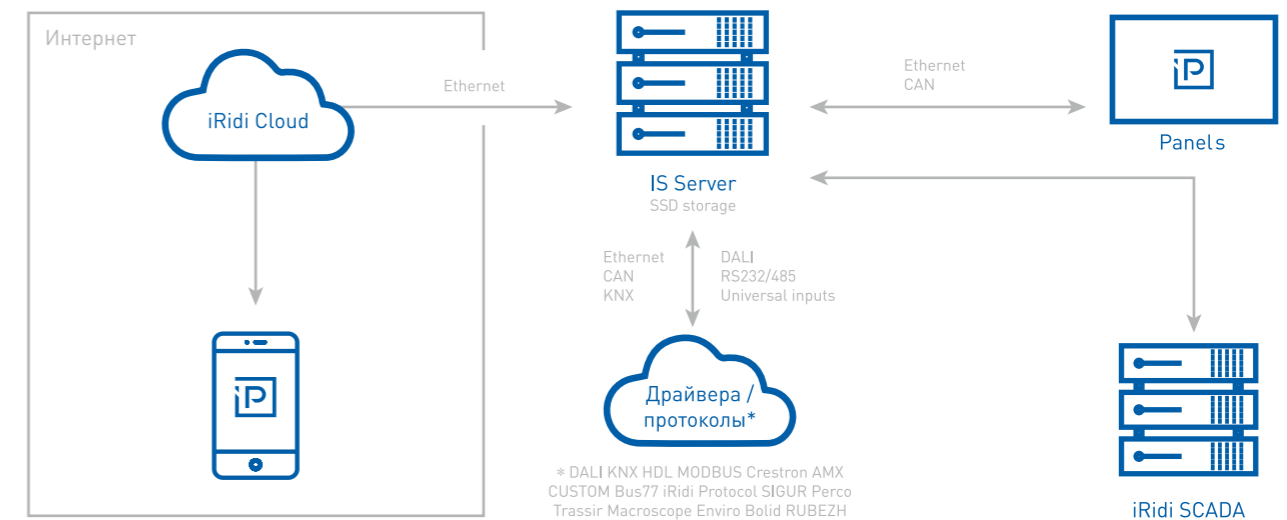 Интернет
iRidi Cloud
Ethernet
IS Server
SSD storage
Ethernet
CAN
iP
Panels
Ethernet
CAN
KNX
DALI
RS232/485
Universal inputs
iP
Драйвера /
протоколы*
* DALI KNX HDL MODBUS Crestron AMX
CUSTOM Bus77 iRidi Protocol SIGUR Perco
Trassir Macroscope Enviro Bolid RUBEZH
iRidi SCADA